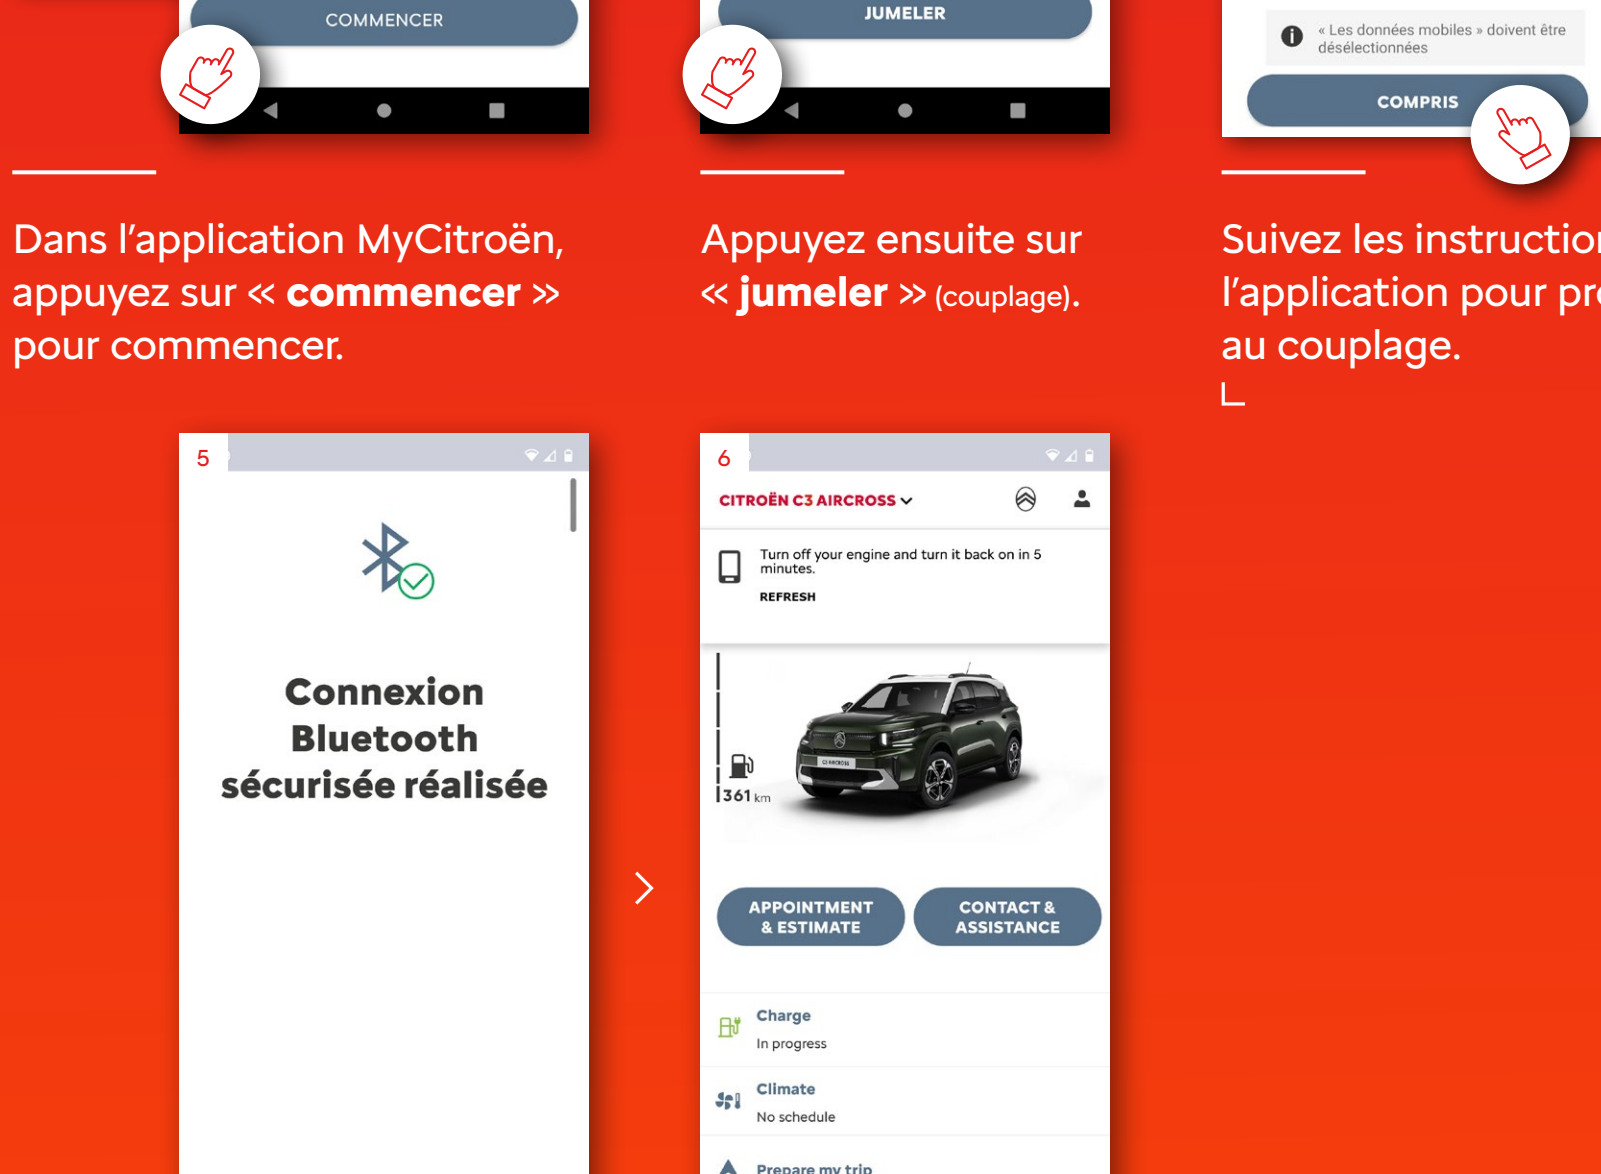 COMMENCER
JUMELER
« Les données mobiles » doivent être
désélectionnées
COMPRIS
Dans l'application MyCitroën,
appuyez sur « commencer »
pour commencer.
Appuyez ensuite sur
« jumeler » (couplage).
Suivez les
l'application pour
au couplage.
5
Connexion
Bluetooth
sécurisée réalisée
6
CITROËN C3 AIRCROSS
Turn off your engine and turn it back on in 5
minutes.
REFRESH
361 km
C3 AIRCROSS
APPOINTMENT
& ESTIMATE
CONTACT &
ASSISTANCE
Charge
In progress
Climate
No schedule
Prepare my trip